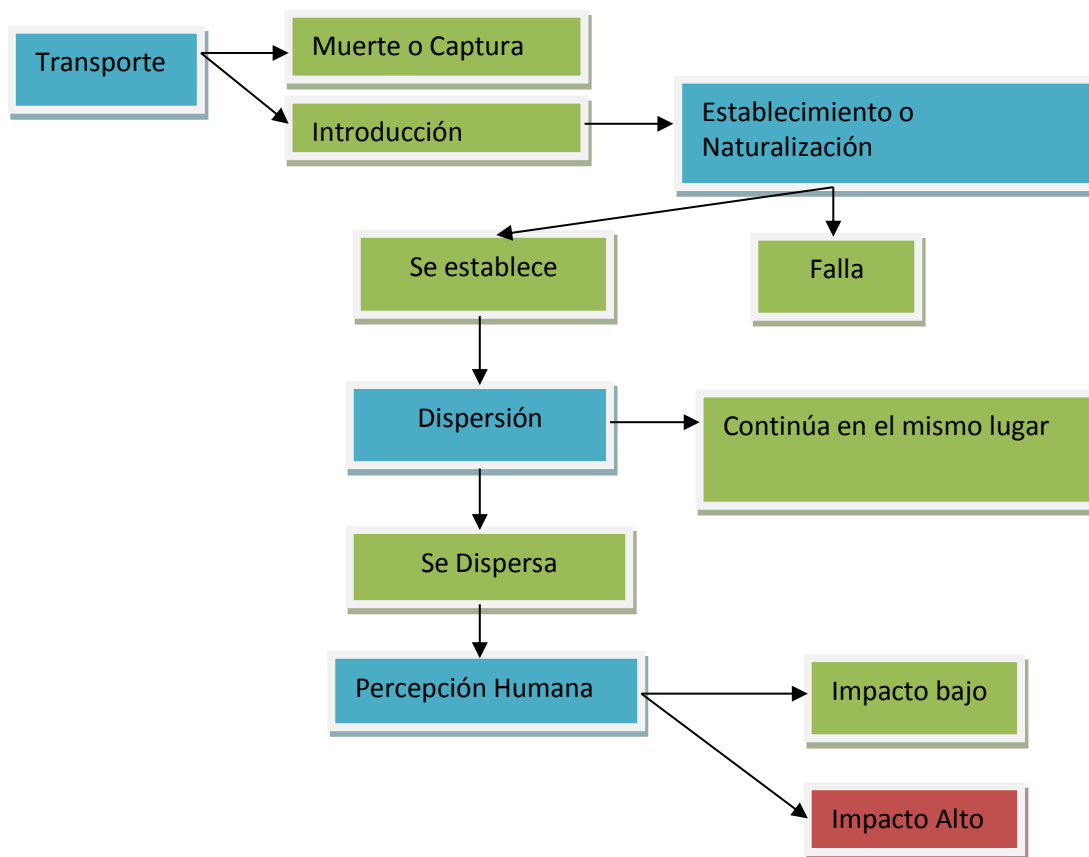 Transporte
Muerte o Captura
Introducción
Establecimiento o
Naturalización
Se establece
Falla
Dispersión
Continúa en el mismo lugar
Se Dispersa
Percepción Humana
Impacto bajo
Impacto Alto